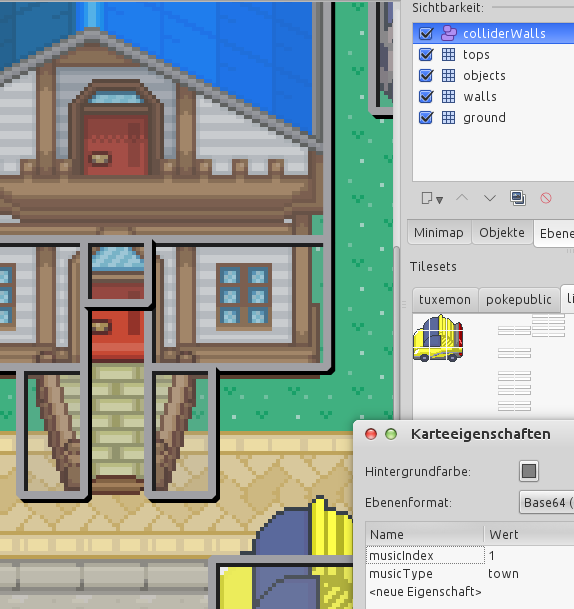 Sichtbarkeit:
colliderWalls
tops
objects
walls
ground
Minimap
Objekte
Ebene
Tilesets
tuxemon
pokepublic
li
Karteeigenschaften
Hintergrundfarbe:
Ebenenformat:
Base64 (
Name
Wert
musicIndex
1
musicType
town
<neue Eigenschaft>